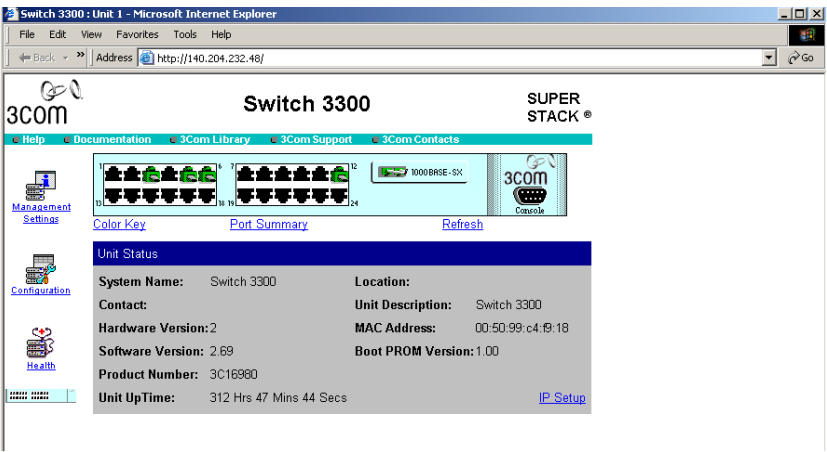 Switch 3300 : Unit 1 - Microsoft Internet Explorer
File Edit View Favorites Tools Help
Back » Address http://140.204.232.48/ Go
3COM Switch 3300 SUPER
STACK ®
Help Documentation 3Com Library 3Com Support 3Com Contacts
1 6 7 12 1000BASE-SX 3COM
13 18 19 24 Console
Management
Settings
Color Key Port Summary Refresh
Unit Status
System Name: Switch 3300 Location:
Configuration
Contact: Unit Description: Switch 3300
Hardware Version: 2 MAC Address: 00:50:99:c4:f9:18
Software Version: 2.69 Boot PROM Version: 1.00
Health
Product Number: 3C16980
Unit UpTime: 312 Hrs 47 Mins 44 Secs IP Setup